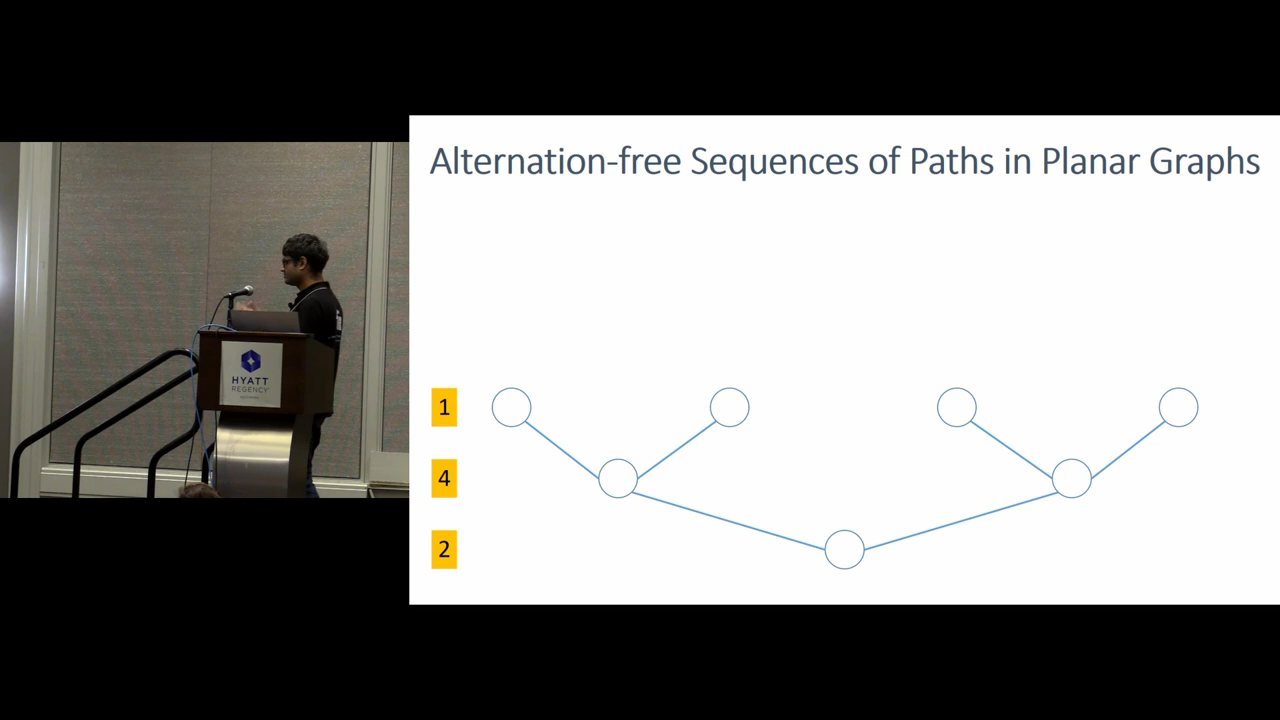 Alternation-free Sequences of Paths in Planar Graphs
HYATT
REGENCY
1
4
2